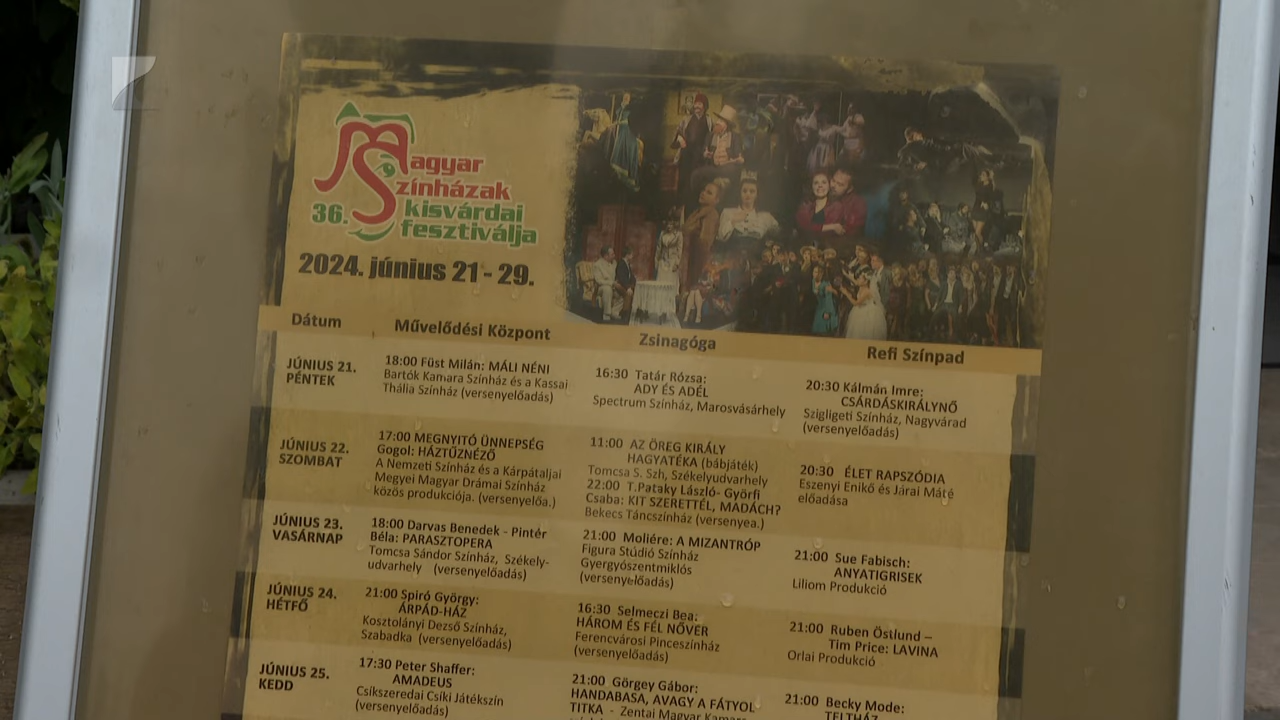 Magyar
Színházak
36. kisvárdai
fesztiválja
2024. június 21 - 29.
Dátum Művelődési Központ Zsinagóga Refi Színpad
JÚNIUS 21.
PÉNTEK
18:00 Füst Milán: MÁLI NÉNI
Bartók Kamara Színház és a Kassai
Thália Színház (versenyelőadás)
16:30 Tatár Rózsa:
ADY ÉS ADÉL
Spectrum Színház, Marosvásárhely
20:30 Kálmán Imre:
CSÁRDÁSKIRÁLYNŐ
Szigligeti Színház, Nagyvárad
(versenyelőadás)
JÚNIUS 22.
SZOMBAT
17:00 MEGNYITÓ ÜNNEPSÉG
Gogol: HÁZTŰZNÉZŐ
A Nemzeti Színház és a Kárpátaljai
Megyei Magyar Drámai Színház
közös produkciója. (versenyelőa.)
11:00 AZ ÖREG KIRÁLY
HAGYATÉKA (bábjáték)
Tomcsa S. Szh, Székelyudvarhely
22:00 T.Pataky László- Györfi
Csaba: KIT SZERETTÉL, MADÁCH?
Bekecs Táncszínház (versenyea.)
20:30 ÉLET RAPSZÓDIA
Eszenyi Enikő és Járai Máté
előadása
JÚNIUS 23.
VASÁRNAP
18:00 Darvas Benedek - Pintér
Béla: PARASZTOPERA
Tomcsa Sándor Színház, Székely-
udvarhely (versenyelőadás)
21:00 Moliére: A MIZANTRÓP
Figura Stúdió Színház
Gyergyószentmiklós
(versenyelőadás)
21:00 Sue Fabisch:
ANYATIGRISEK
Liliom Produkció
JÚNIUS 24.
HÉTFŐ
21:00 Spiró György:
ÁRPÁD-HÁZ
Kosztolányi Dezső Színház,
Szabadka (versenyelőadás)
16:30 Selmeczi Bea:
HÁROM ÉS FÉL NŐVER
Ferencvárosi Pinceszínház
(versenyelőadás)
21:00 Ruben Östlund –
Tim Price: LAVINA
Orlai Produkció
JÚNIUS 25.
KEDD
17:30 Peter Shaffer:
AMADEUS
Csíkszeredai Csíki Játékszín
(versenyelőadás)
21:00 Görgey Gábor:
HANDABASA, AVAGY A FÁTYOL
TITKA - Zentai Magyar Kamara
21:00 Becky Mode:
TELTHÁZ